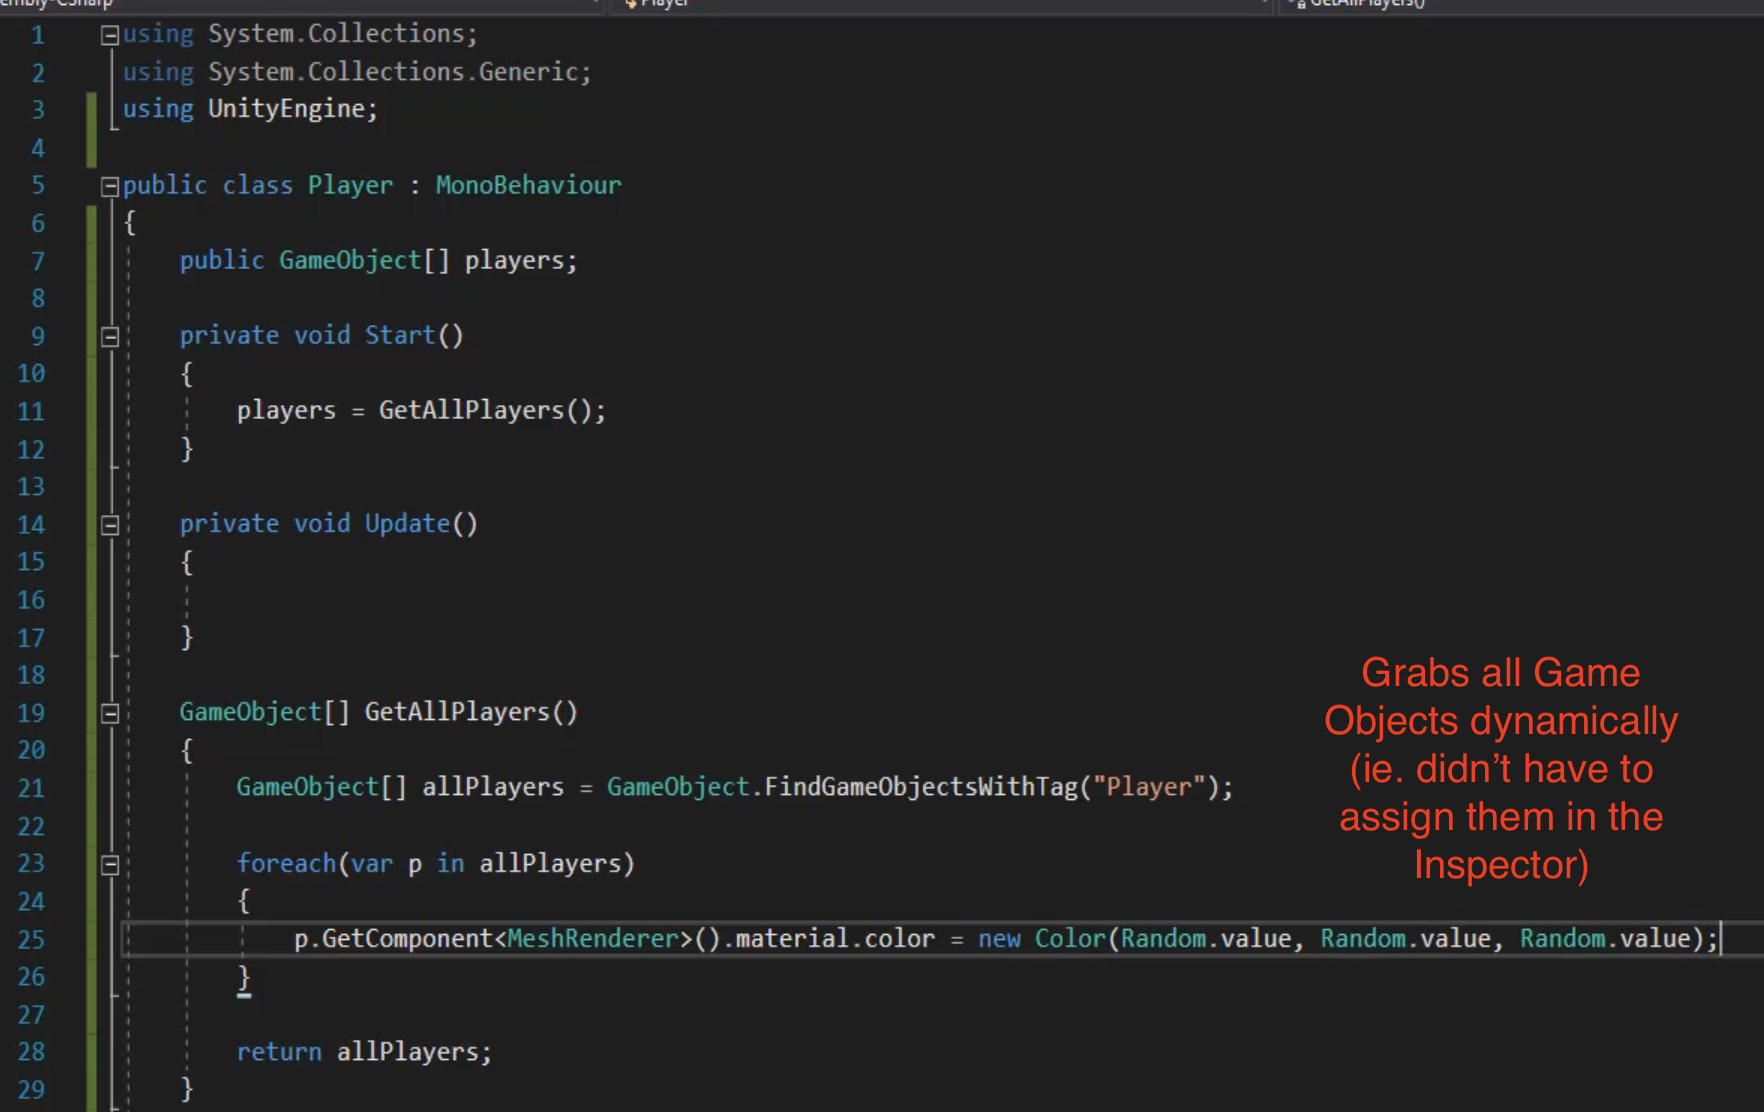 embly-CSharp
Player
GetAllPlayers()
1 using System.Collections;
2 using System.Collections.Generic;
3 using UnityEngine;
4
5 public class Player : MonoBehaviour
6 {
7 public GameObject[] players;
8
9 private void Start()
10 {
11 players = GetAllPlayers();
12 }
13
14 private void Update()
15 {
16
17 }
18
19 GameObject[] GetAllPlayers()
20 {
21 GameObject[] allPlayers = GameObject.FindGameObjectsWithTag("Player");
22
23 foreach(var p in allPlayers)
24 {
25 p.GetComponent<MeshRenderer>().material.color = new Color(Random.value, Random.value, Random.value);
26 }
27
28 return allPlayers;
29 }
Grabs all Game
Objects dynamically
(ie. didn’t have to
assign them in the
Inspector)